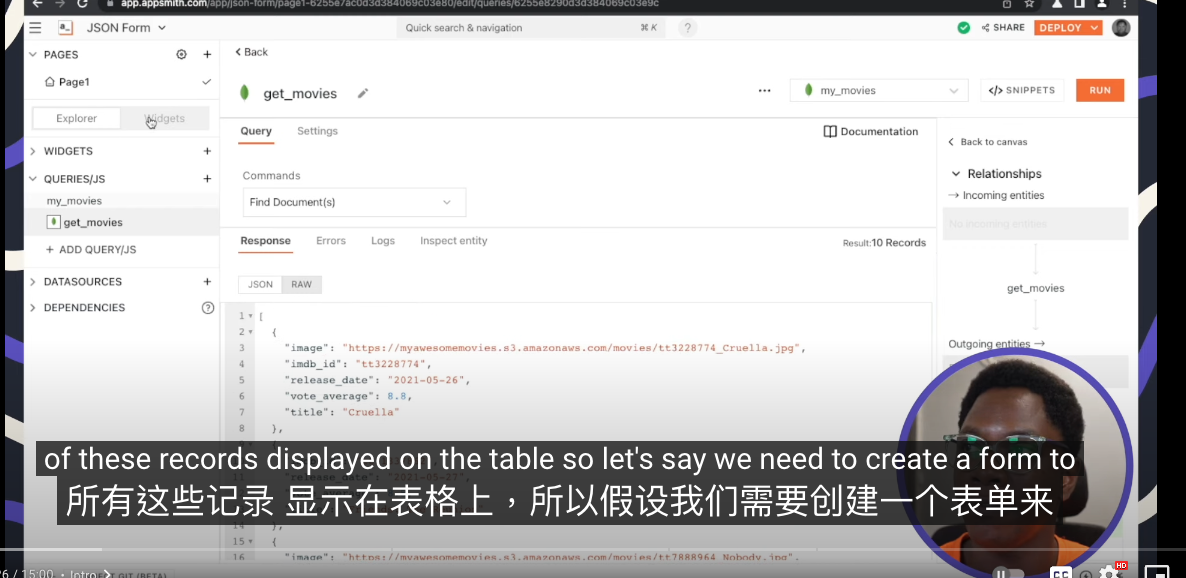 app.appsmith.com/app/json-form/page1-6255e7ac0d3d384069c03e80/edit/queries/6255e8290d3d384069c03e9c
JSON Form
Quick search & navigation
⌘ K
?
SHARE
DEPLOY
PAGES
+
Page1
Explorer
Widgets
WIDGETS
+
QUERIES/JS
+
my_movies
get_movies
+ ADD QUERY/JS
DATASOURCES
+
DEPENDENCIES
?
Back
get_movies
my_movies
</> SNIPPETS
RUN
Query
Settings
Documentation
Commands
Find Document(s)
Response
Errors
Logs
Inspect entity
Result:10 Records
JSON
RAW
1 [
2 {
3 "image": "https://myawesomemovies.s3.amazonaws.com/movies/tt3228774_Cruella.jpg",
4 "imdb_id": "tt3228774",
5 "release_date": "2021-05-26",
6 "vote_average": 8.8,
7 "title": "Cruella"
8 },
14 },
15 {
16 "image": "https://myawesomemovies.s3.amazonaws.com/movies/tt7888964_Nobody.jpg",
Back to canvas
Relationships
→ Incoming entities
No incoming entities
get_movies
Outgoing entities →
of these records displayed on the table so let's say we need to create a form to
所有这些记录 显示在表格上，所以假设我们需要创建一个表单来
/ 15:00 • Intro
CC
HD